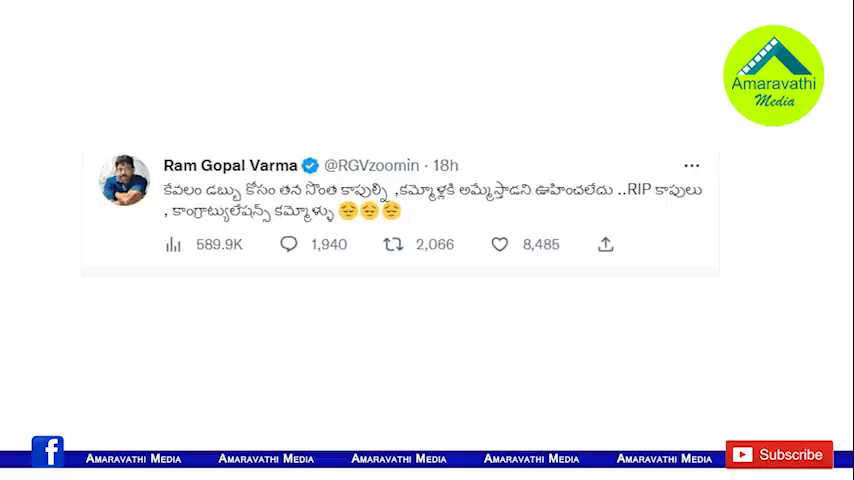 Amaravathi
Media
Ram Gopal Varma @RGVzoomin · 18h
కేవలం డబ్బు కోసం తన సొంత కాపుల్ని ,కమ్మోళ్లకి అమ్మేస్తాడని ఊహించలేదు ..RIP కాపులు
, కాంగ్రాట్యులేషన్స్ కమ్మోళ్ళు 😔😔😔
589.9K 1,940 2,066 8,485
f Amaravathi Media Amaravathi Media Amaravathi Media Amaravathi Media Amaravathi Media Subscribe